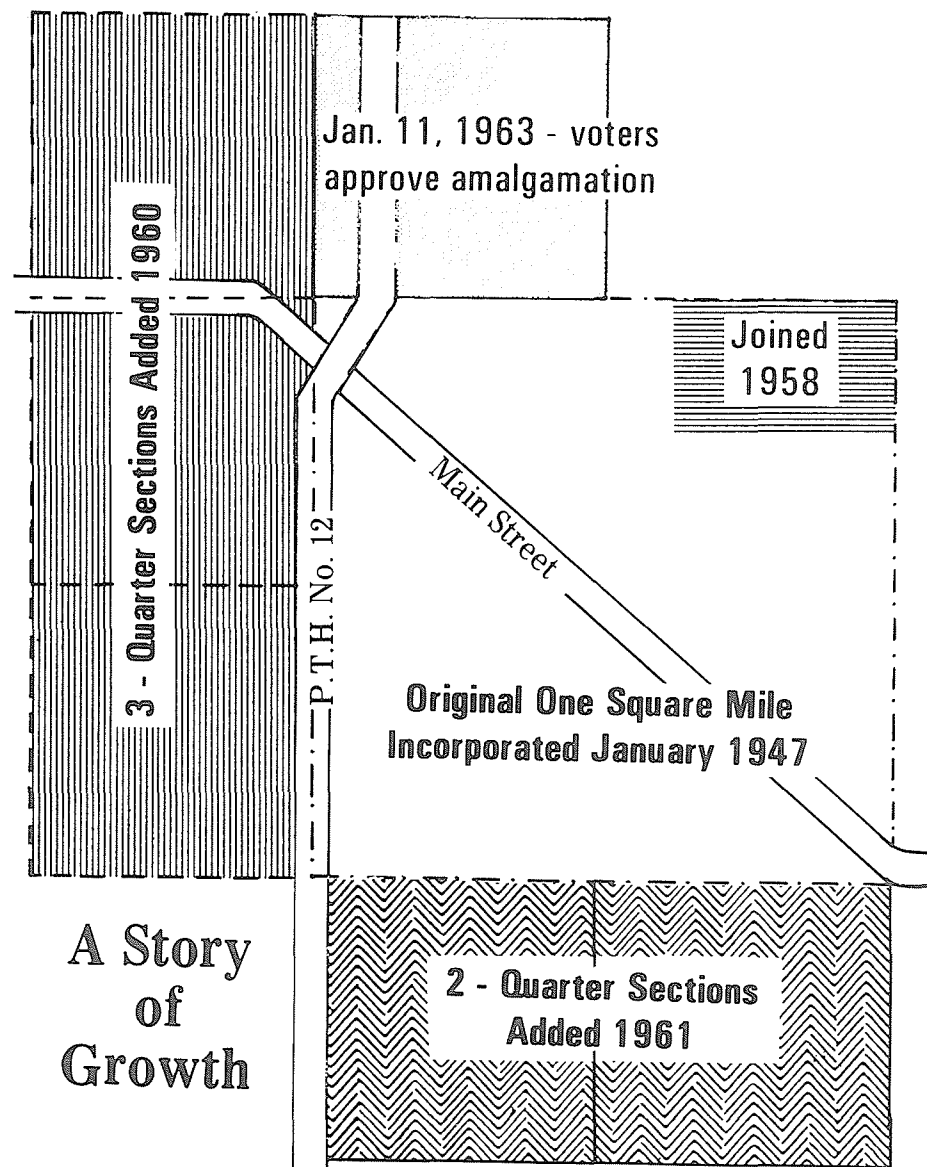 Jan. 11, 1963 - voters
approve amalgamation
3 - Quarter Sections Added 1960
Joined
1958
Main Street
P.T.H. No. 12
Original One Square Mile
Incorporated January 1947
A Story
of
Growth
2 - Quarter Sections
Added 1961